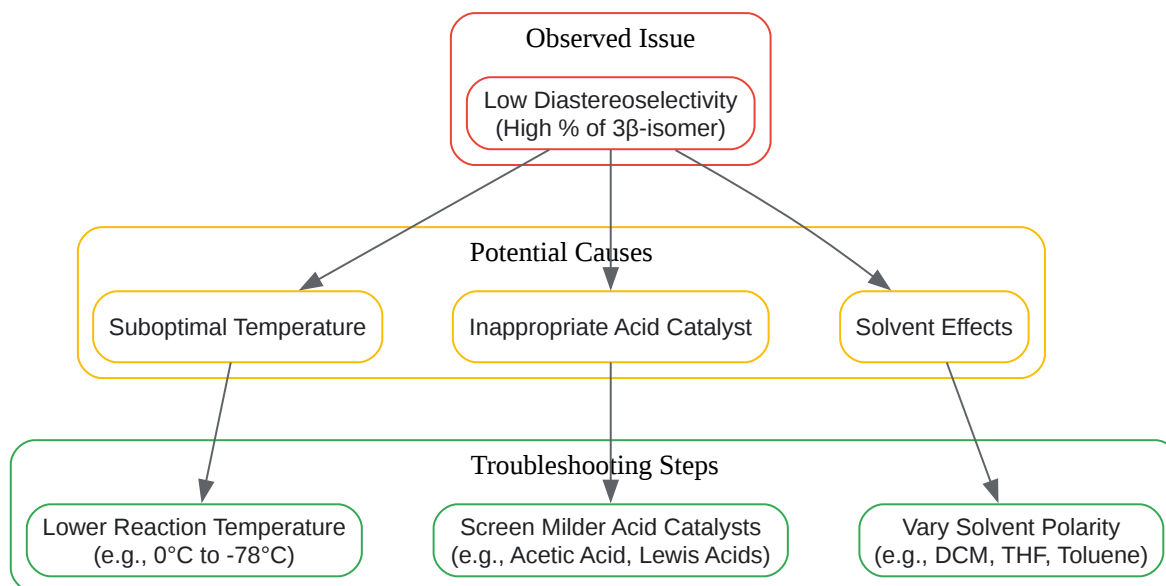 Observed Issue
Low Diastereoselectivity
(High % of 3β-isomer)
Potential Causes
Suboptimal Temperature
Inappropriate Acid Catalyst
Solvent Effects
Troubleshooting Steps
Lower Reaction Temperature
(e.g., 0°C to -78°C)
Screen Milder Acid Catalysts
(e.g., Acetic Acid, Lewis Acids)
Vary Solvent Polarity
(e.g., DCM, THF, Toluene)